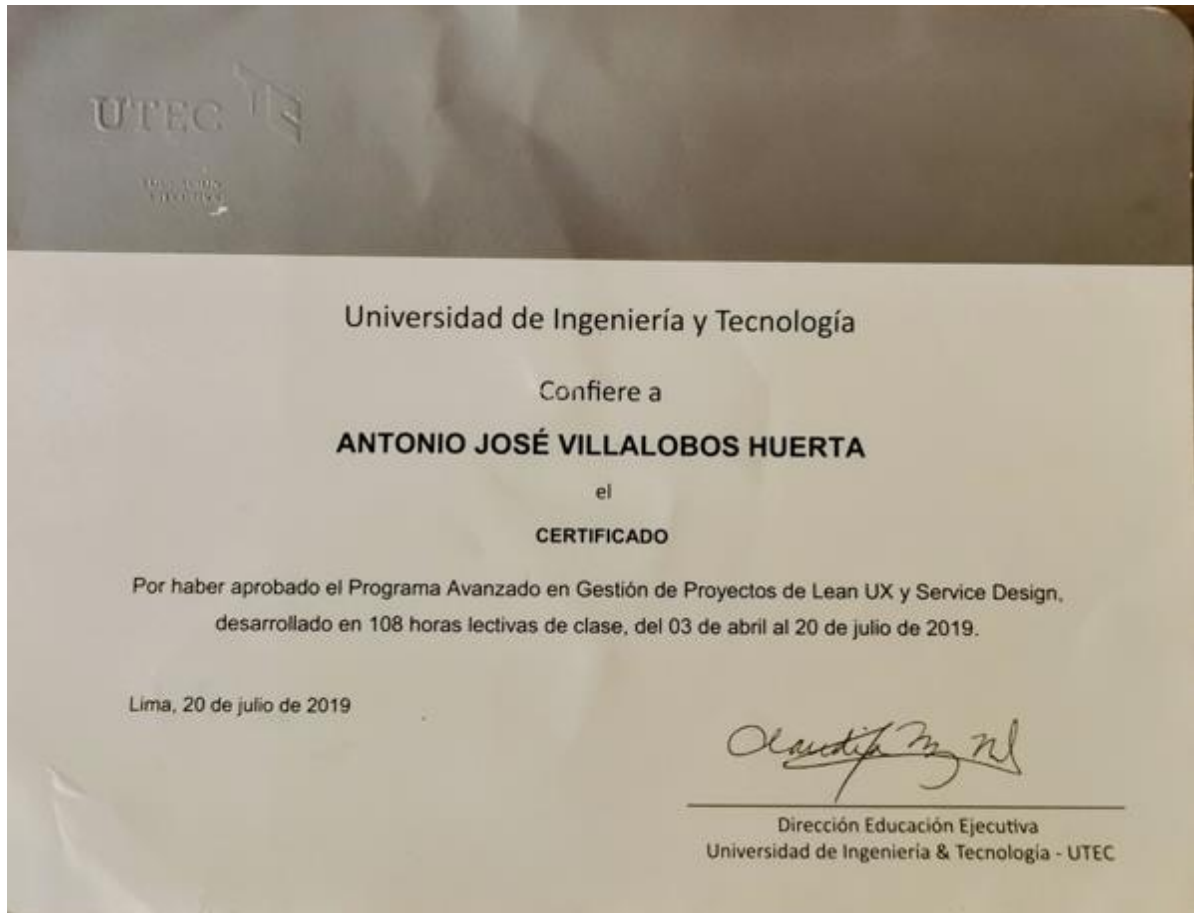 UTEC
EDUCACIÓN
EJECUTIVA
Universidad de Ingeniería y Tecnología
Confiere a
ANTONIO JOSÉ VILLALOBOS HUERTA
el
CERTIFICADO
Por haber aprobado el Programa Avanzado en Gestión de Proyectos de Lean UX y Service Design,
desarrollado en 108 horas lectivas de clase, del 03 de abril al 20 de julio de 2019.
Lima, 20 de julio de 2019
Dirección Educación Ejecutiva
Universidad de Ingeniería & Tecnología - UTEC